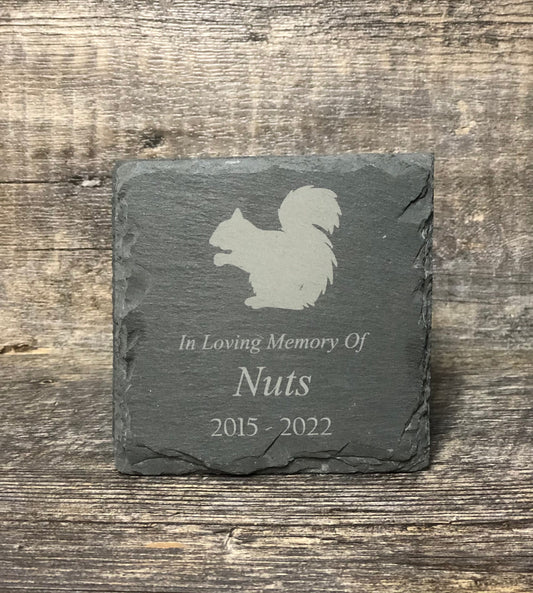 In Loving Memory Of
Nuts
2015 - 2022